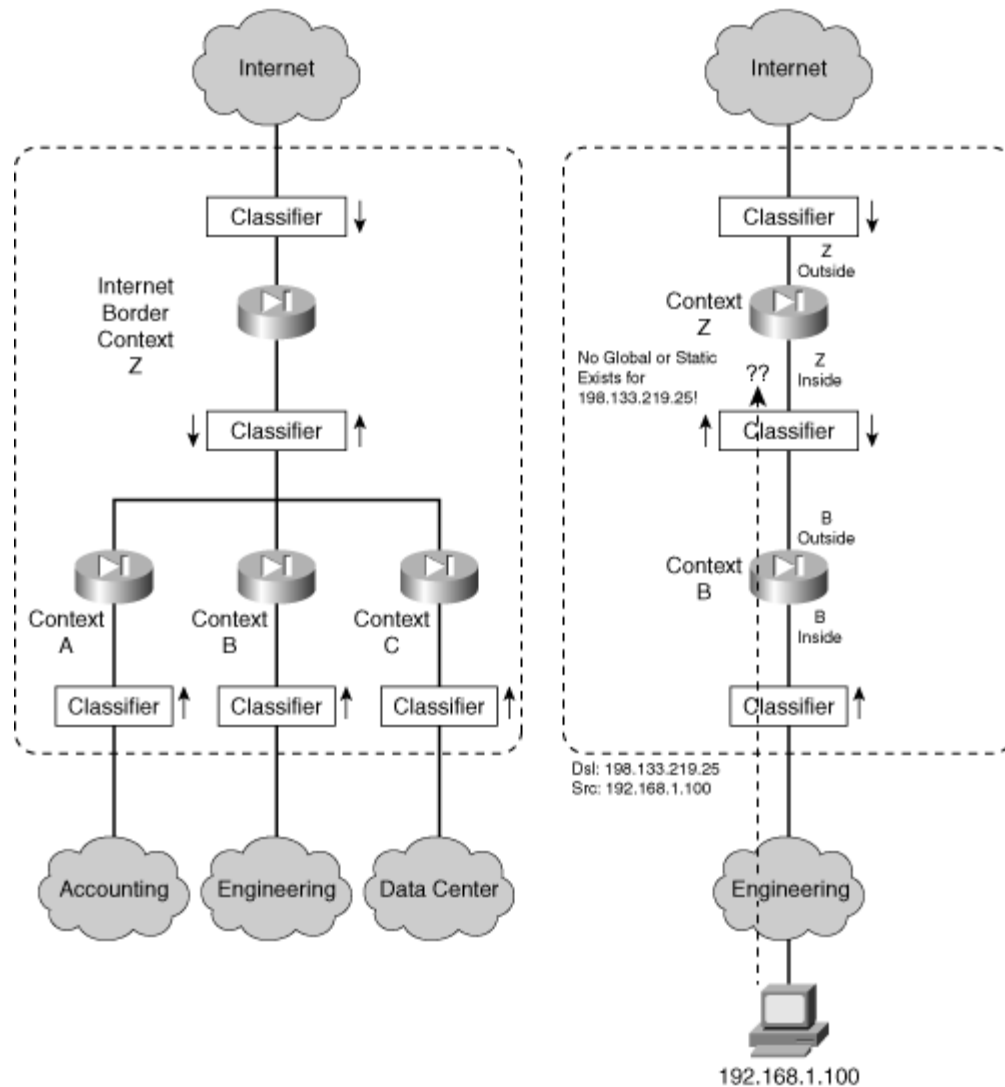 Internet
Classifier
Internet
Border
Context
Z
Classifier
Context
A
Context
B
Context
C
Classifier
Classifier
Classifier
Accounting
Engineering
Data Center
Internet
Classifier
Z
Outside
Context
Z
No Global or Static
Exists for
198.133.219.25!
??
Z
Inside
Classifier
B
Outside
Context
B
B
Inside
Classifier
Dsl: 198.133.219.25
Src: 192.168.1.100
Engineering
192.168.1.100